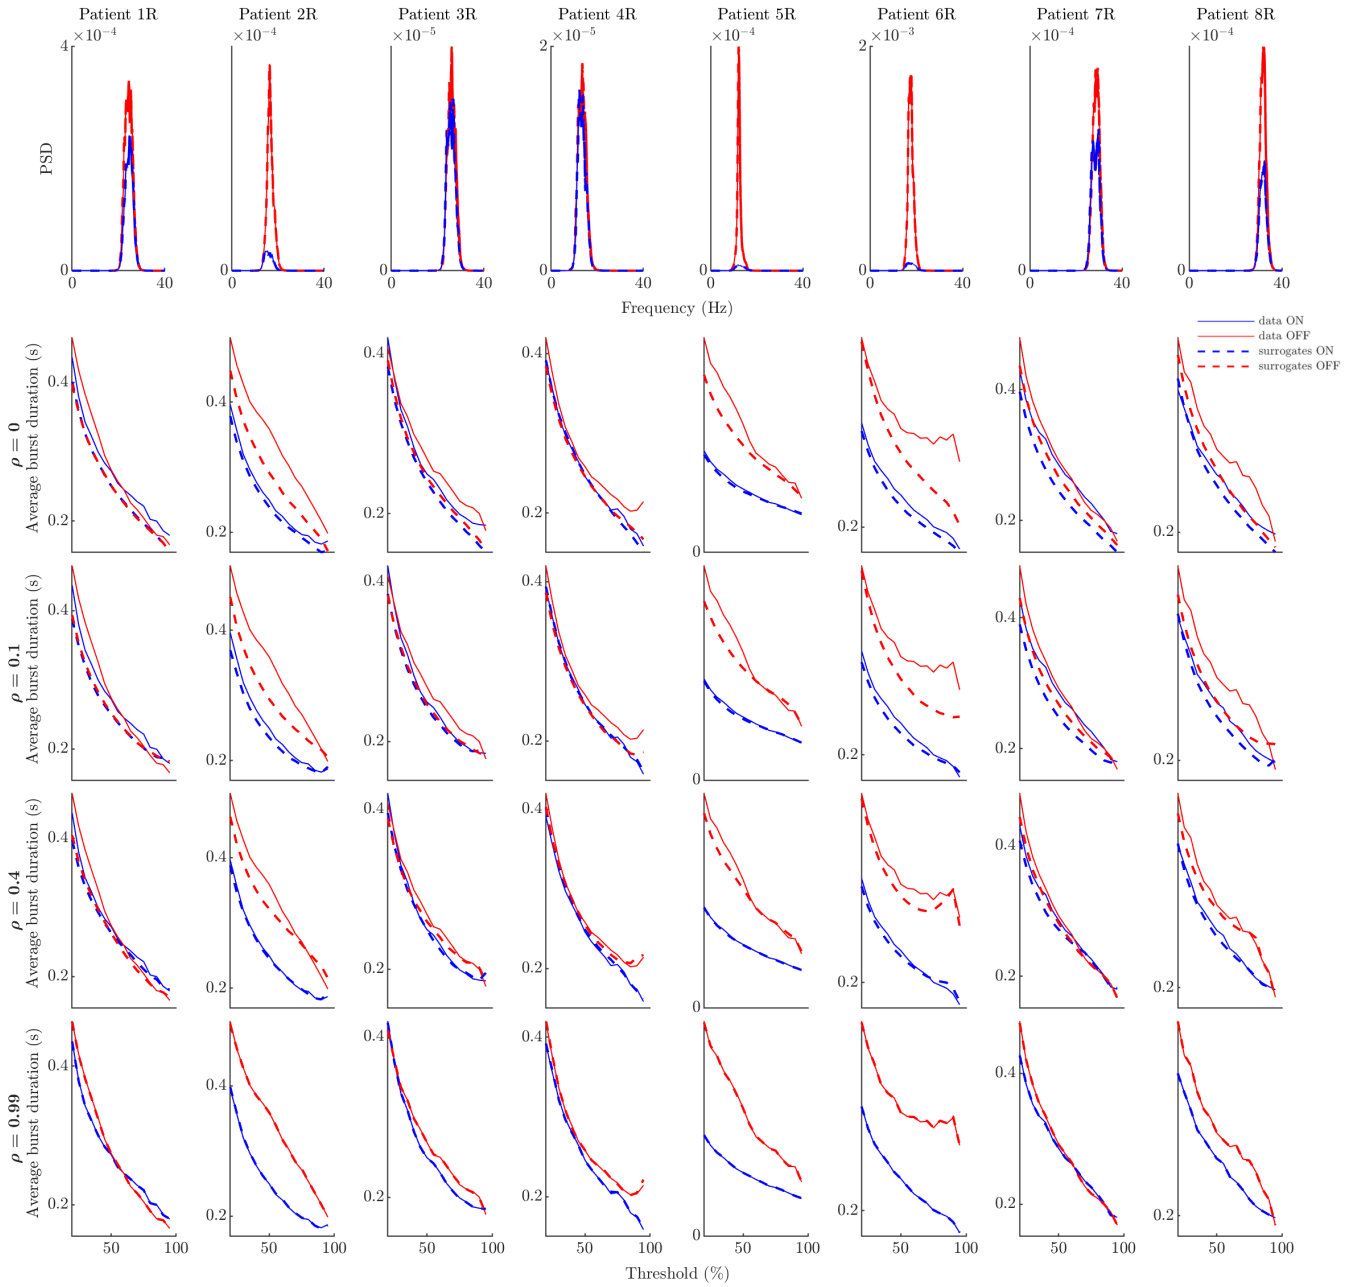 Patient 1R Patient 2R Patient 3R Patient 4R Patient 5R Patient 6R Patient 7R Patient 8R
×10⁻⁴ ×10⁻⁴ ×10⁻⁵ ×10⁻⁵ ×10⁻⁴ ×10⁻³ ×10⁻⁴ ×10⁻⁴
4 2 2
PSD
0 0 0 0 0 0 0 0
0 40 0 40 0 40 0 40 0 40 0 40 0 40 0 40
Frequency (Hz)
data ON
data OFF
surrogates ON
surrogates OFF
ρ = 0
Average burst duration (s)
0.4 0.4 0.4 0.4 0.4
0.2 0.2 0.2 0.2 0 0.2 0.2 0.2
ρ = 0.1
Average burst duration (s)
0.4 0.4 0.4 0.4 0.4
0.2 0.2 0.2 0.2 0 0.2 0.2 0.2
ρ = 0.4
Average burst duration (s)
0.4 0.4 0.4 0.4 0.4
0.2 0.2 0.2 0.2 0 0.2 0.2 0.2
ρ = 0.99
Average burst duration (s)
0.4 0.4 0.4 0.4 0.4
0.2 0.2 0.2 0.2 0 0.2 0.2 0.2
50 100 50 100 50 100 50 100 50 100 50 100 50 100 50 100
Threshold (%)